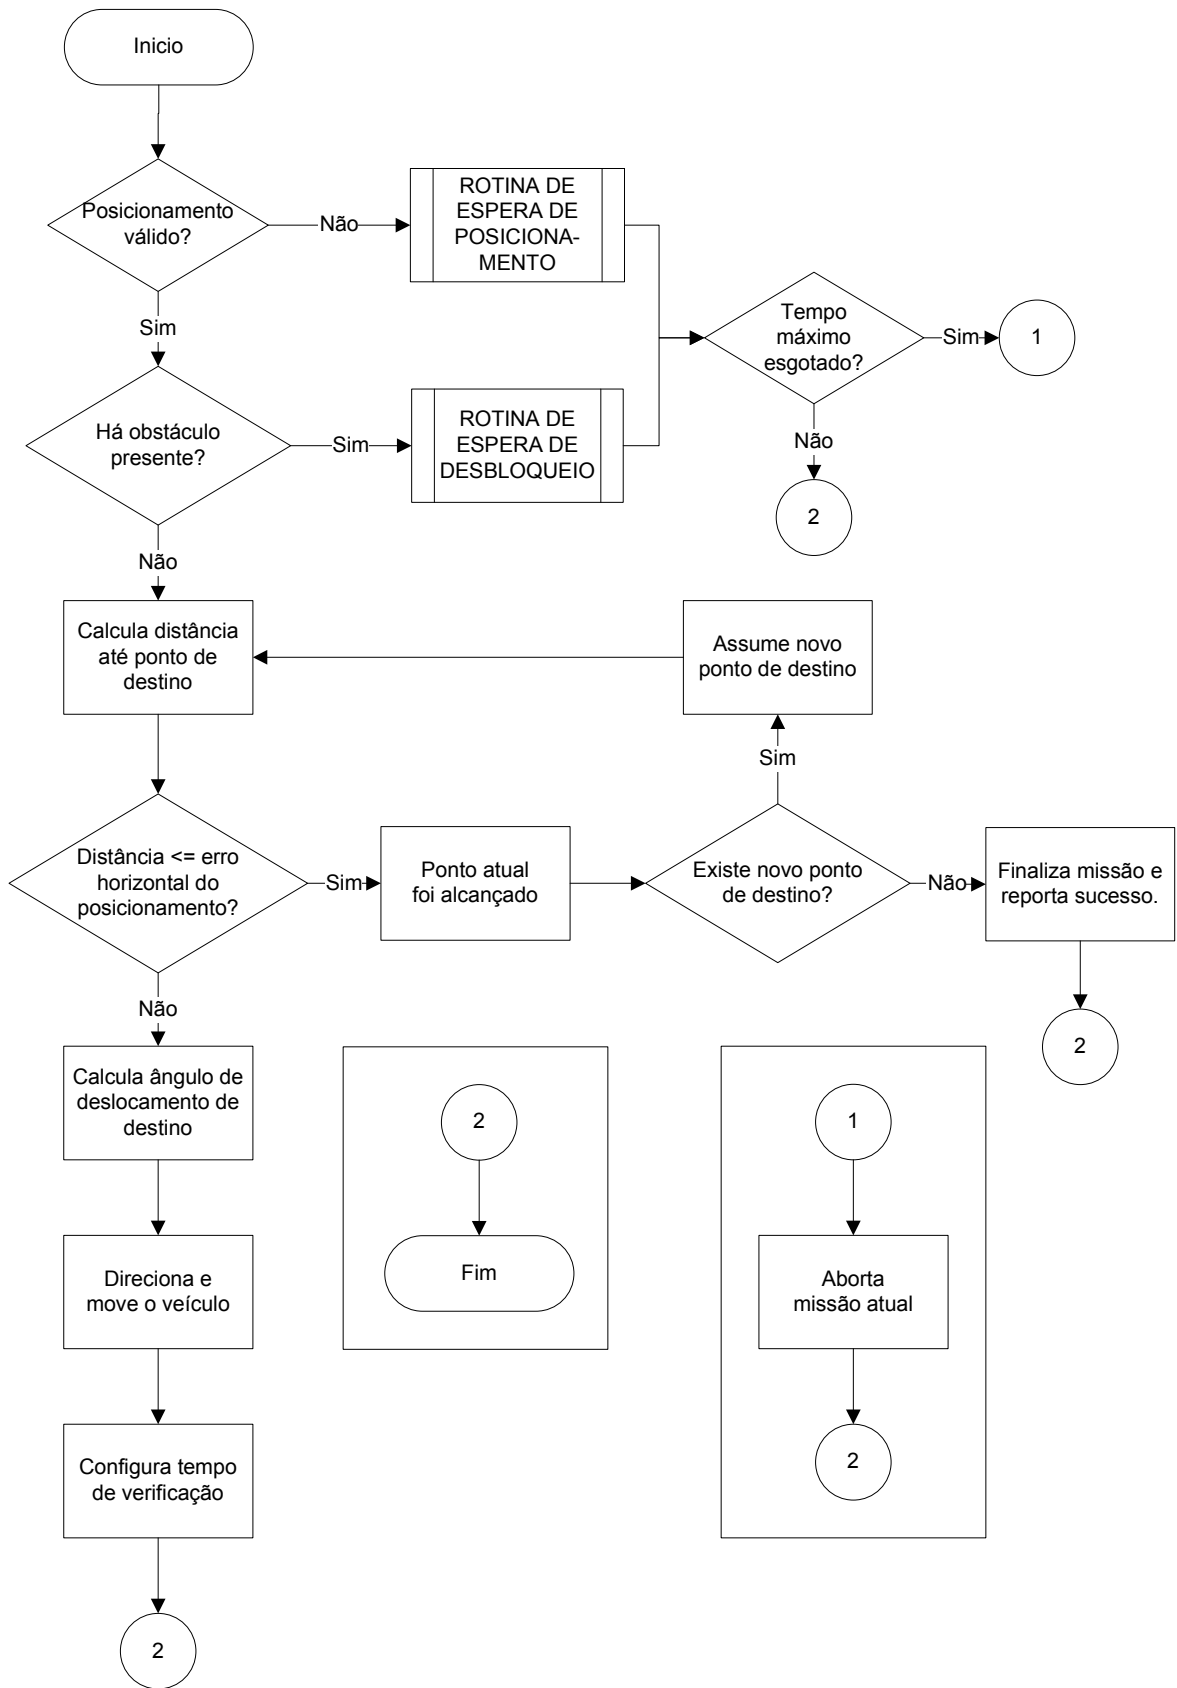 Inicio
Posicionamento
válido?
Não
ROTINA DE
ESPERA DE
POSICIONA-
MENTO
Sim
Tempo
máximo
esgotado?
Sim
1
Há obstáculo
presente?
Sim
ROTINA DE
ESPERA DE
DESBLOQUEIO
Não
2
Não
Calcula distância
até ponto de
destino
Assume novo
ponto de destino
Sim
Distância <= erro
horizontal do
posicionamento?
Sim
Ponto atual
foi alcançado
Existe novo ponto
de destino?
Não
Finaliza missão e
reporta sucesso.
2
Não
Calcula ângulo de
deslocamento de
destino
Direciona e
move o veículo
Configura tempo
de verificação
2
2
Fim
1
Aborta
missão atual
2